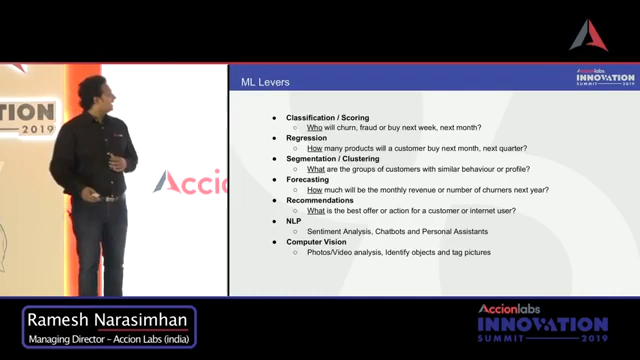 ATION
2019
Accion
ML Levers
Accionlabs
INNOVATION
SUMMIT 2019
● Classification / Scoring
○ Who will churn, fraud or buy next week, next month?
● Regression
○ How many products will a customer buy next month, next quarter?
● Segmentation / Clustering
○ What are the groups of customers with similar behaviour or profile?
● Forecasting
○ How much will be the monthly revenue or number of churners next year?
● Recommendations
○ What is the best offer or action for a customer or internet user?
● NLP
○ Sentiment Analysis, Chatbots and Personal Assistants
● Computer Vision
○ Photos/Video analysis, Identify objects and tag pictures
Ramesh Narasimhan
Managing Director – Accion Labs (india)
Accionlabs
INNOVATION
SUMMIT 2019